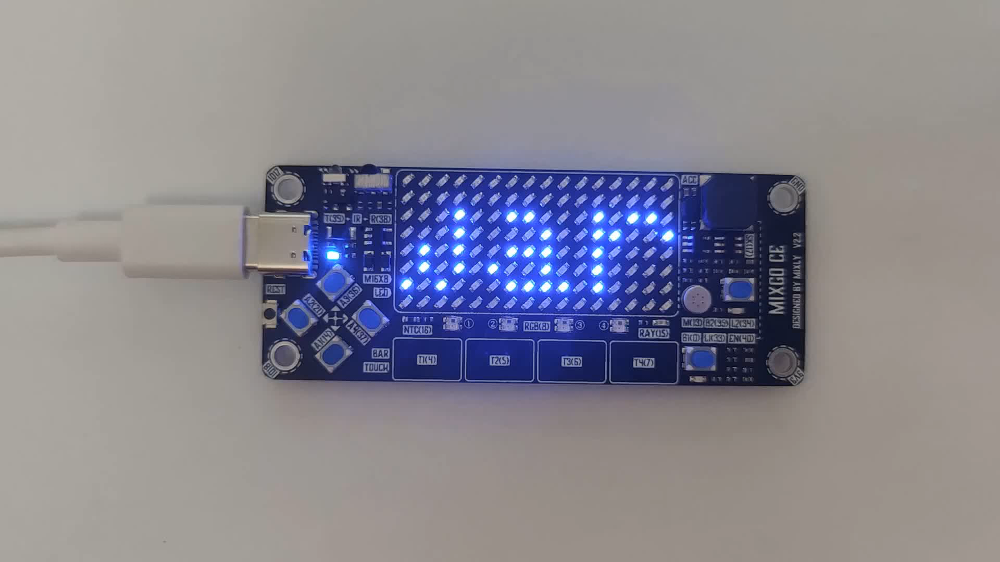 IO17
T(39) IR R(38)
ACC
GND
SK(17)
M16X8
LED
RGST
A3(36)
A2(21)
A4(37)
A1(14)
war
MIXGO CE
DESIGNED BY MIXLY V2.2
NTC(16) ① ② RGB(8) ③ ④ RAY(15)
M(13) B2(35) L2(34)
B1(0) L1(33) EN(40)
BAR
TOUCH
T1(4) T2(5) T3(6) T4(7)
IO18
3V3